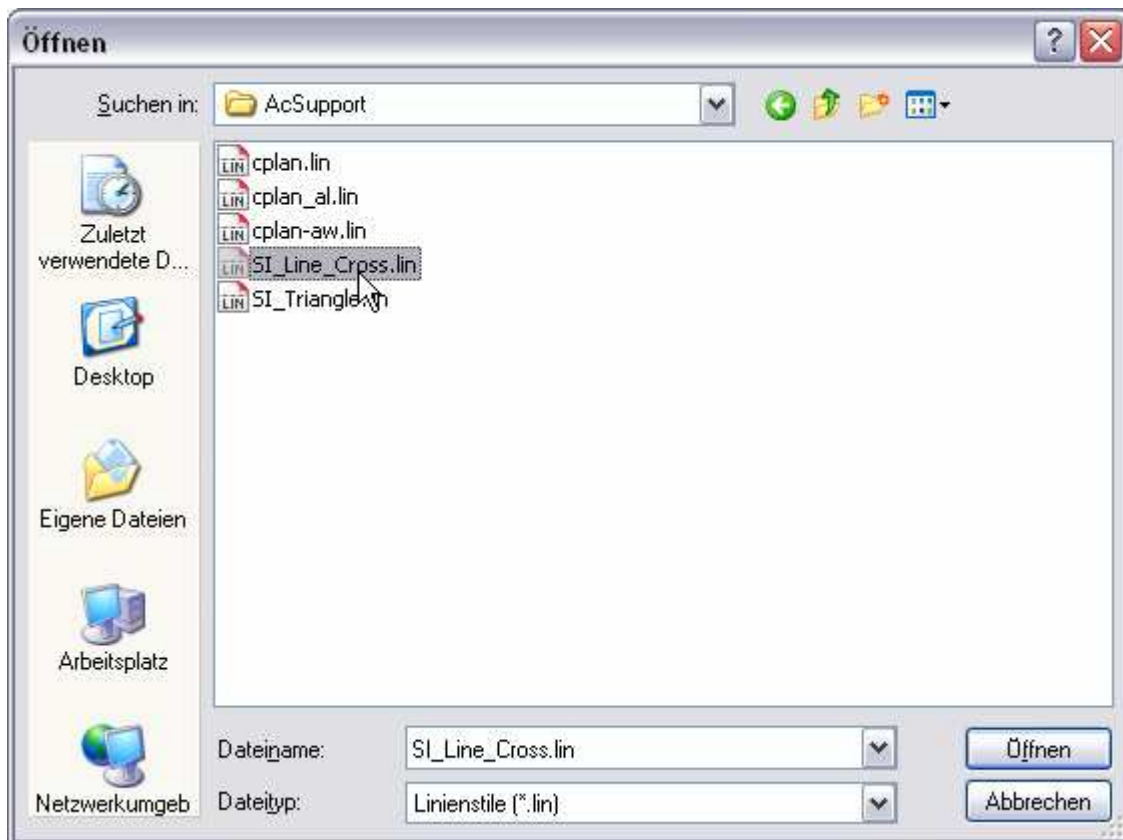 Öffnen
Suchen in:
AcSupport
cplan.lin
cplan_al.lin
cplan-aw.lin
SI_Line_Cross.lin
SI_Triangle
Zuletzt
verwendete D...
Desktop
Eigene Dateien
Arbeitsplatz
Netzwerkumgeb
Dateiname:
SI_Line_Cross.lin
Öffnen
Dateityp:
Linienstile (*.lin)
Abbrechen